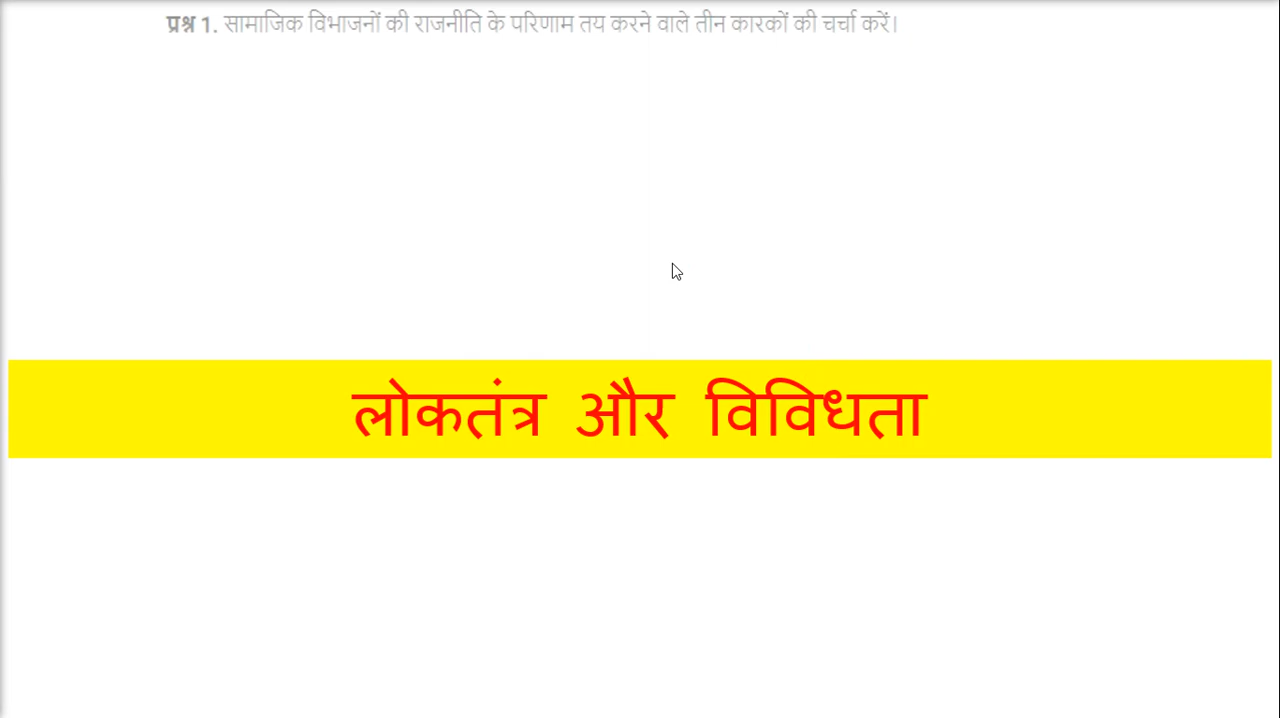 प्रश्न 1. सामाजिक विभाजनों की राजनीति के परिणाम तय करने वाले तीन कारकों की चर्चा करें।
लोकतंत्र और विविधता